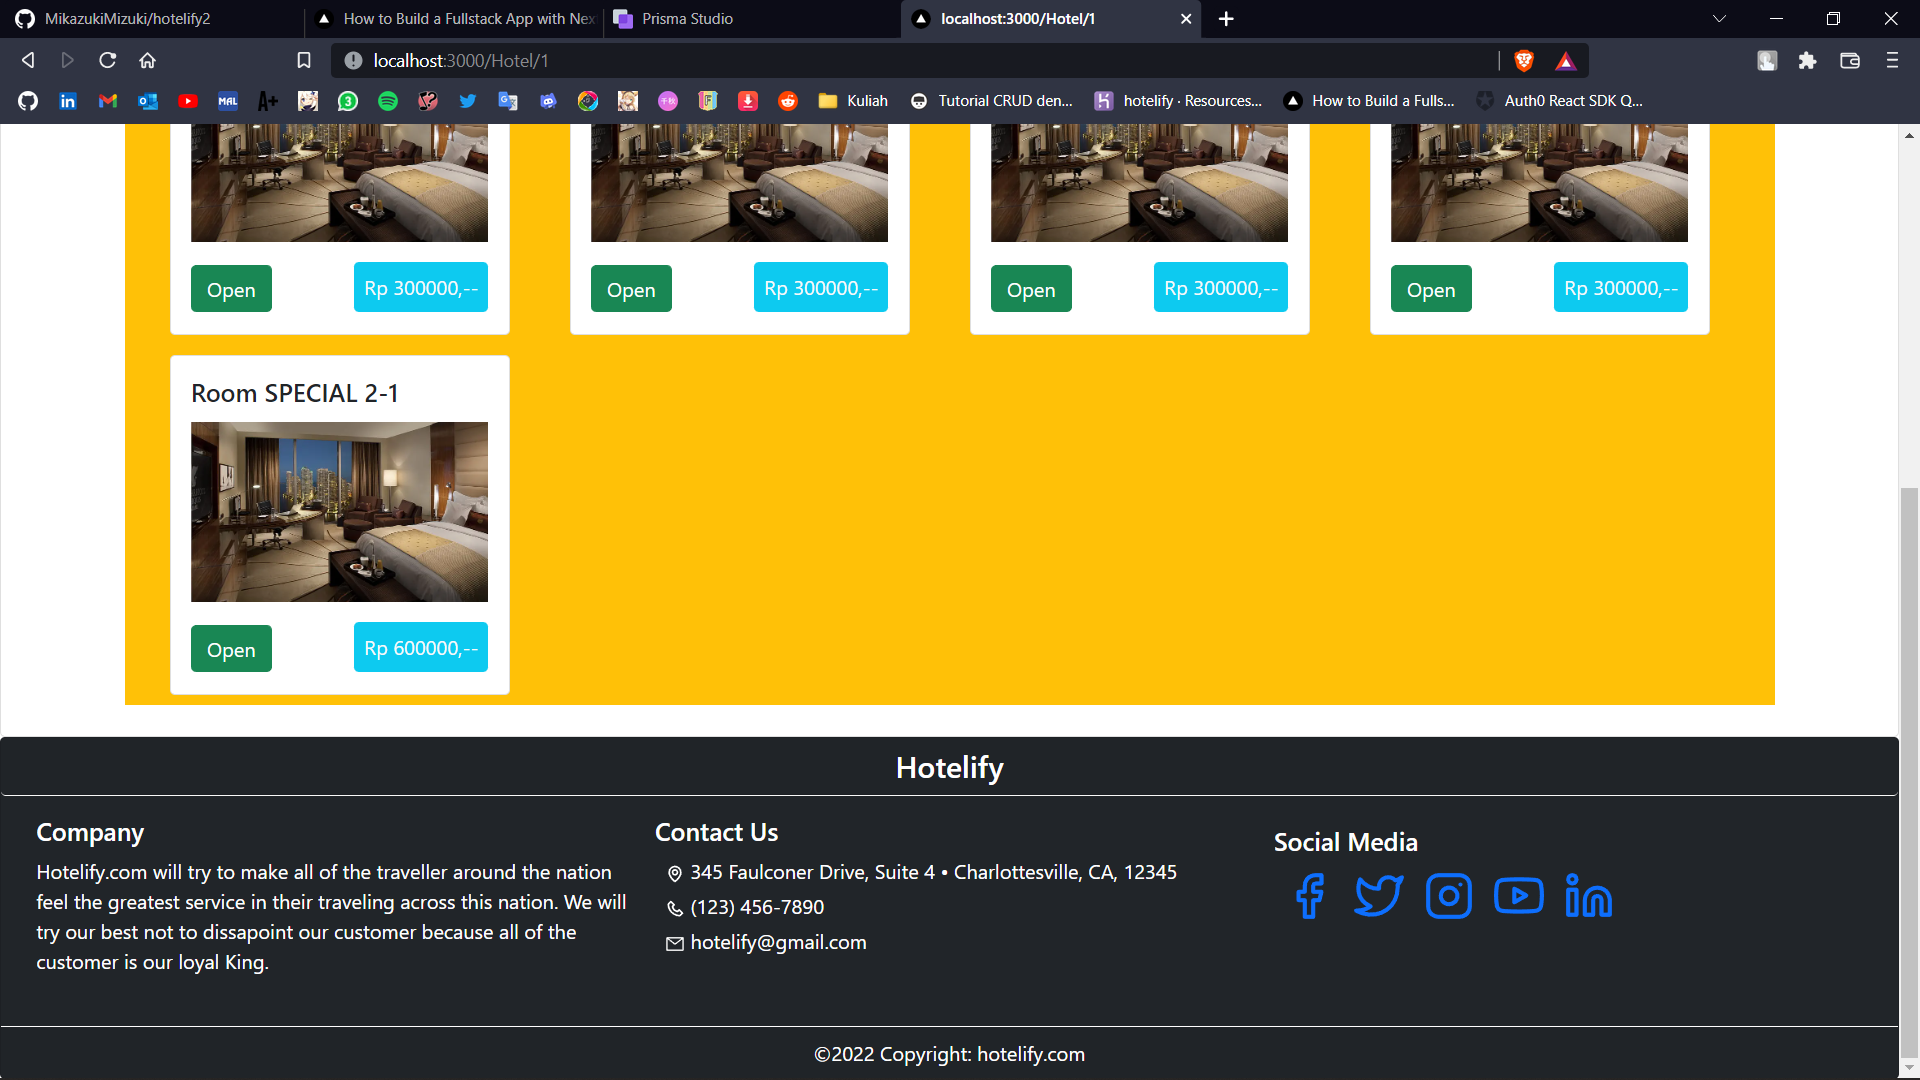 MikazukiMizuki/hotelify2
How to Build a Fullstack App with Nex
Prisma Studio
localhost:3000/Hotel/1
localhost:3000/Hotel/1
MAL
A+
3
Kuliah
Tutorial CRUD den...
hotelify · Resources...
How to Build a Fulls...
Auth0 React SDK Q...
Open
Rp 300000,--
Open
Rp 300000,--
Open
Rp 300000,--
Open
Rp 300000,--
Room SPECIAL 2-1
Open
Rp 600000,--
Hotelify
Company
Hotelify.com will try to make all of the traveller around the nation
feel the greatest service in their traveling across this nation. We will
try our best not to dissapoint our customer because all of the
customer is our loyal King.
Contact Us
345 Faulconer Drive, Suite 4 • Charlottesville, CA, 12345
(123) 456-7890
hotelify@gmail.com
Social Media
©2022 Copyright: hotelify.com